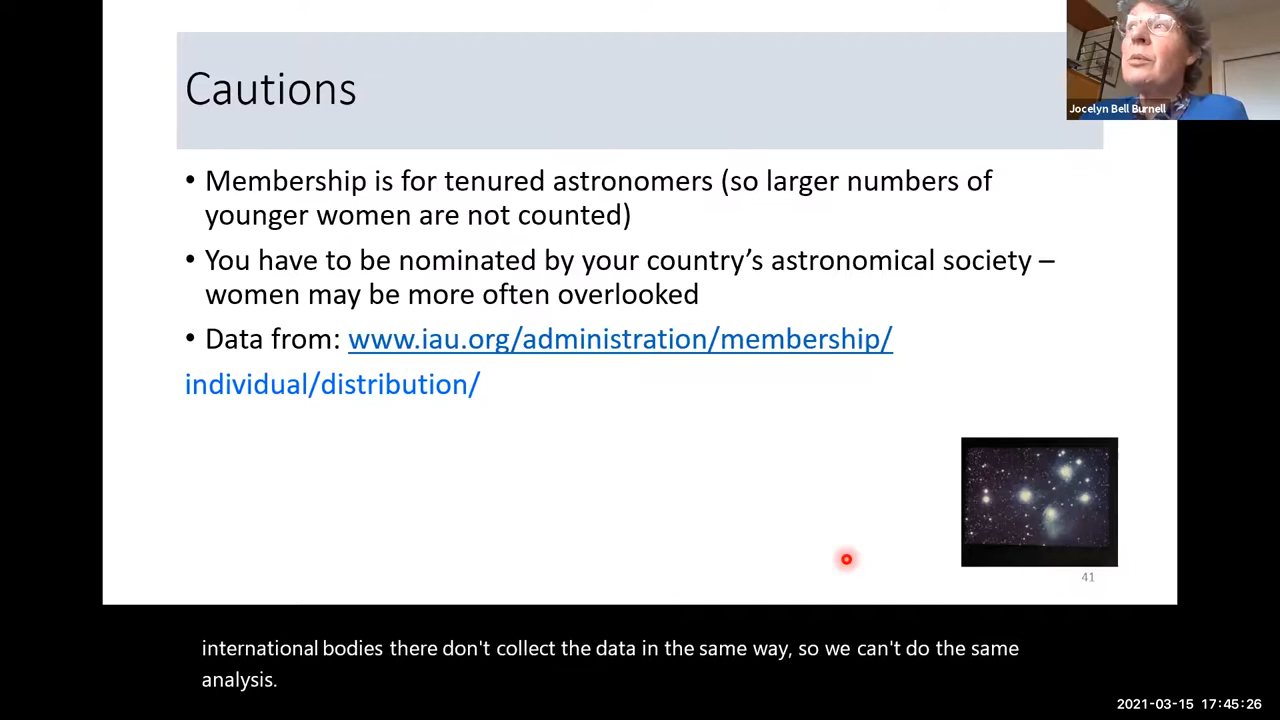 Cautions
Jocelyn Bell Burnell
• Membership is for tenured astronomers (so larger numbers of
younger women are not counted)
• You have to be nominated by your country’s astronomical society –
women may be more often overlooked
• Data from: www.iau.org/administration/membership/
individual/distribution/
41
international bodies there don't collect the data in the same way, so we can't do the same
analysis.
2021-03-15 17:45:26